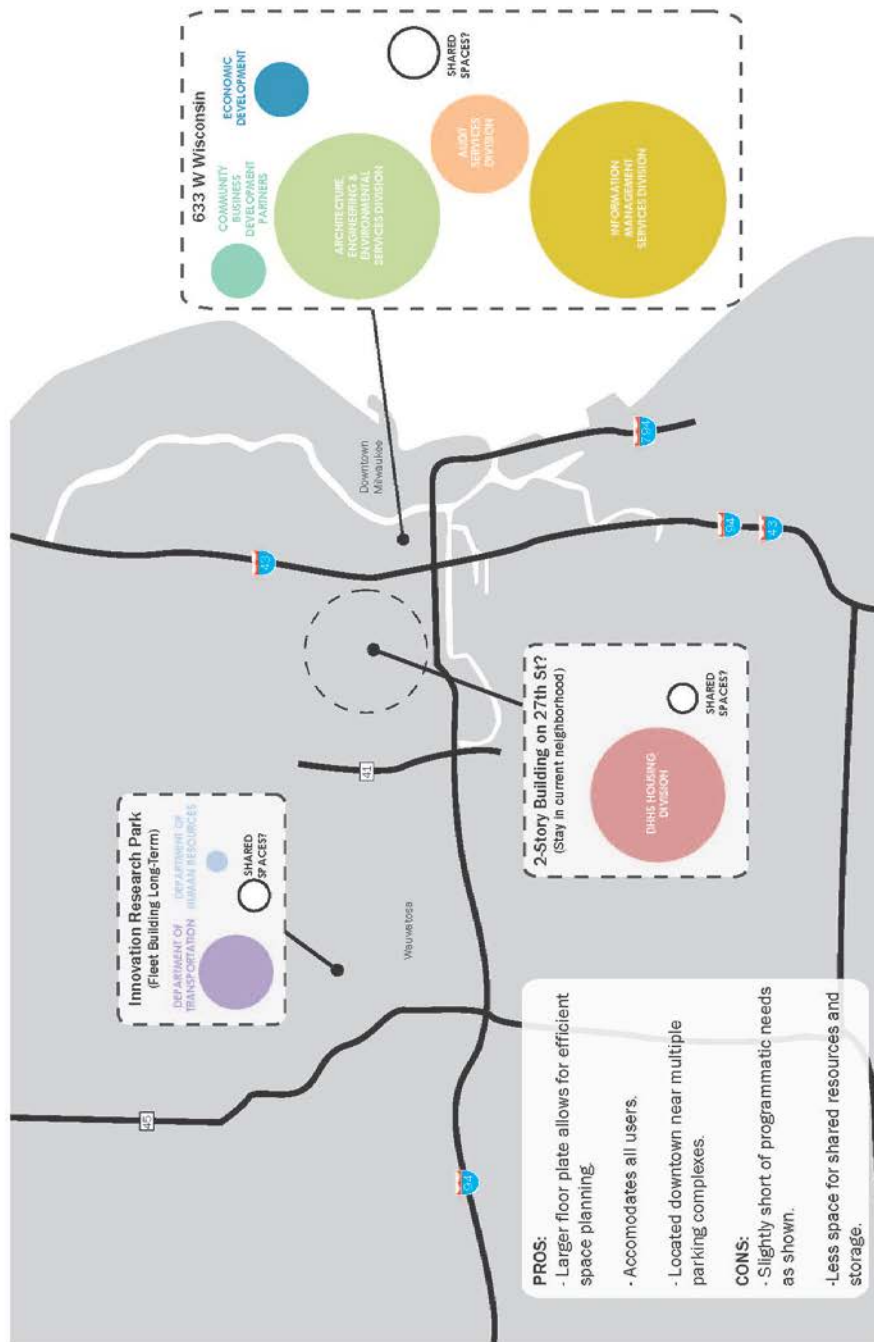 Innovation Research Park
(Fleet Building Long-Term)
DEPARTMENT OF
TRANSPORTATION
DEPARTMENT OF
HUMAN RESOURCES
SHARED
SPACES?
633 W Wisconsin
COMMUNITY
BUSINESS
DEVELOPMENT
PARTNERS
ECONOMIC
DEVELOPMENT
ARCHITECTURE,
ENGINEERING &
ENVIRONMENTAL
SERVICES DIVISION
AUDIT
SERVICES
DIVISION
SHARED
SPACES?
INFORMATION
MANAGEMENT
SERVICES DIVISION
45
41
43
Wauwatosa
Downtown
Milwaukee
94
794
94
43
2-Story Building on 27th St?
(Stay in current neighborhood)
DHHS HOUSING
DIVISION
SHARED
SPACES?
PROS:
- Larger floor plate allows for efficient
space planning.
- Accomodates all users.
- Located downtown near multiple
parking complexes.
CONS:
- Slightly short of programmatic needs
as shown.
-Less space for shared resources and
storage.